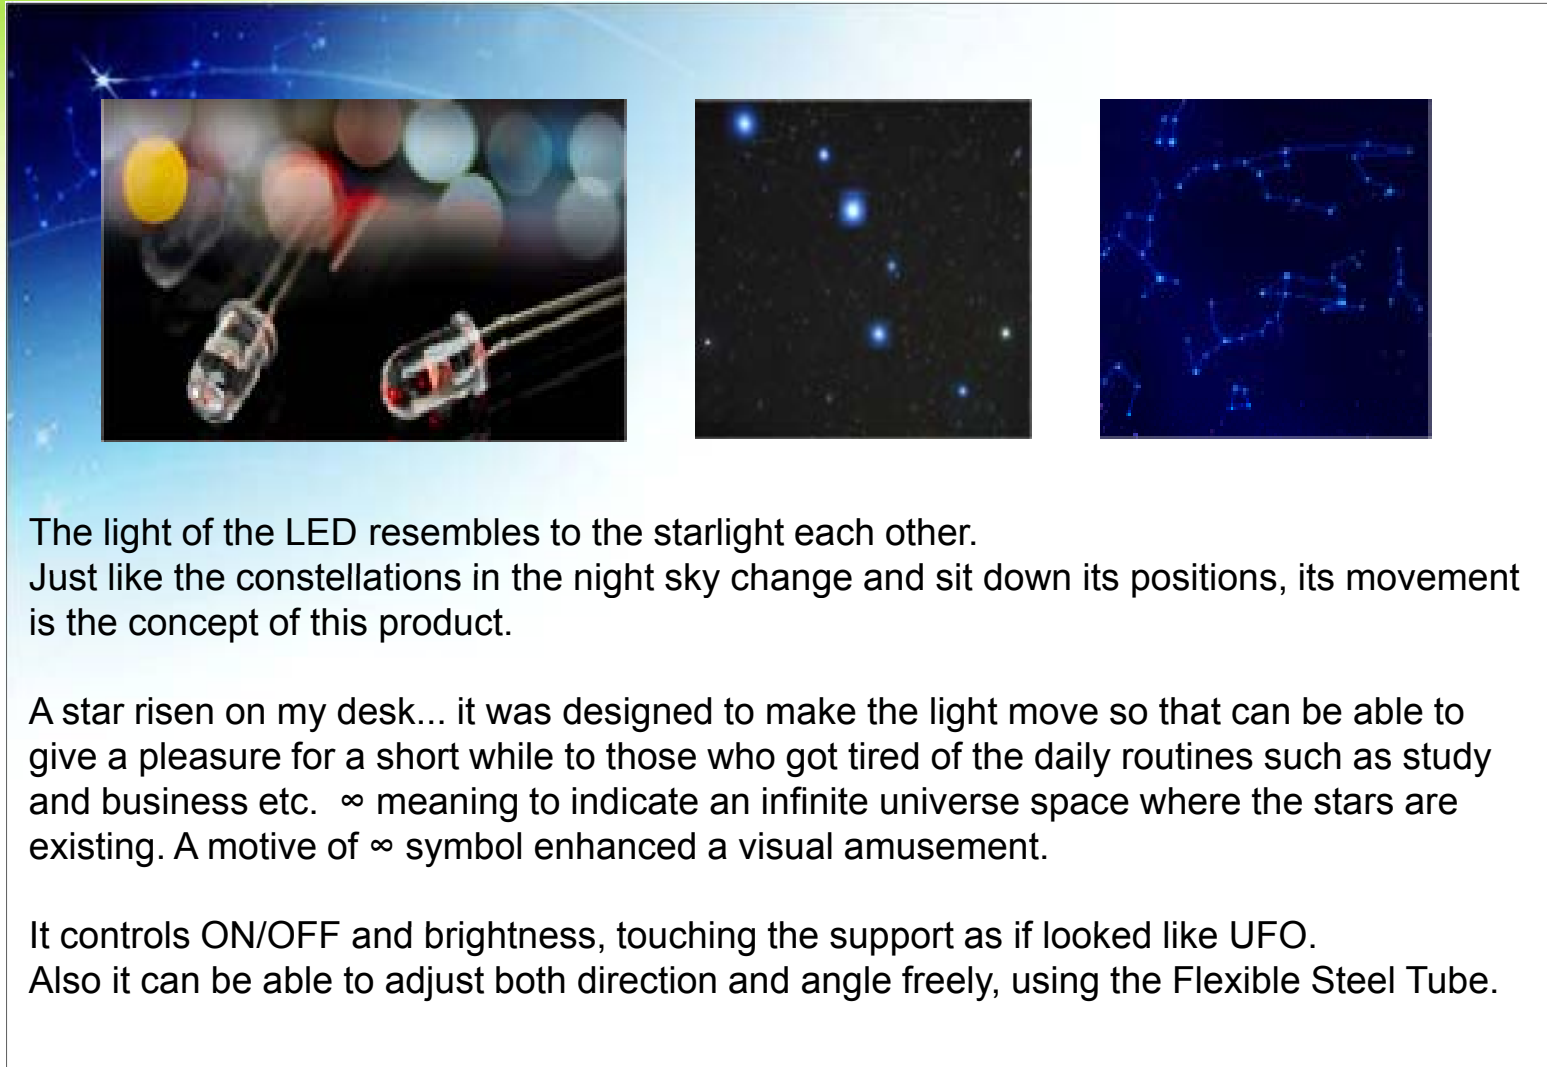 The light of the LED resembles to the starlight each other.
Just like the constellations in the night sky change and sit down its positions, its movement
is the concept of this product.
A star risen on my desk... it was designed to make the light move so that can be able to
give a pleasure for a short while to those who got tired of the daily routines such as study
and business etc.  ∞ meaning to indicate an infinite universe space where the stars are
existing. A motive of ∞ symbol enhanced a visual amusement.
It controls ON/OFF and brightness, touching the support as if looked like UFO.
Also it can be able to adjust both direction and angle freely, using the Flexible Steel Tube.